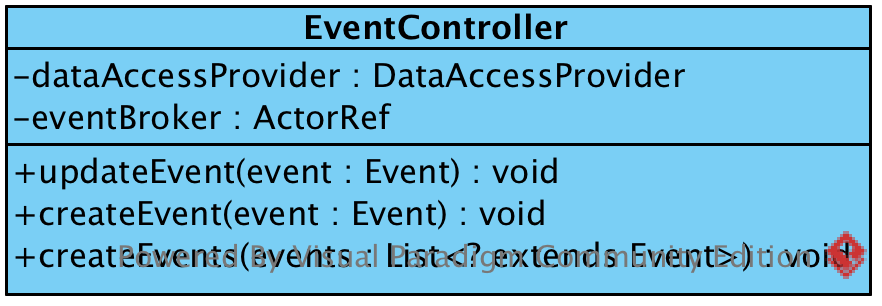 EventController
-dataAccessProvider : DataAccessProvider
-eventBroker : ActorRef
+updateEvent(event : Event) : void
+createEvent(event : Event) : void
+createEvents(events : List<? extends Event>) : void
Powered By Visual Paradigm Community Edition